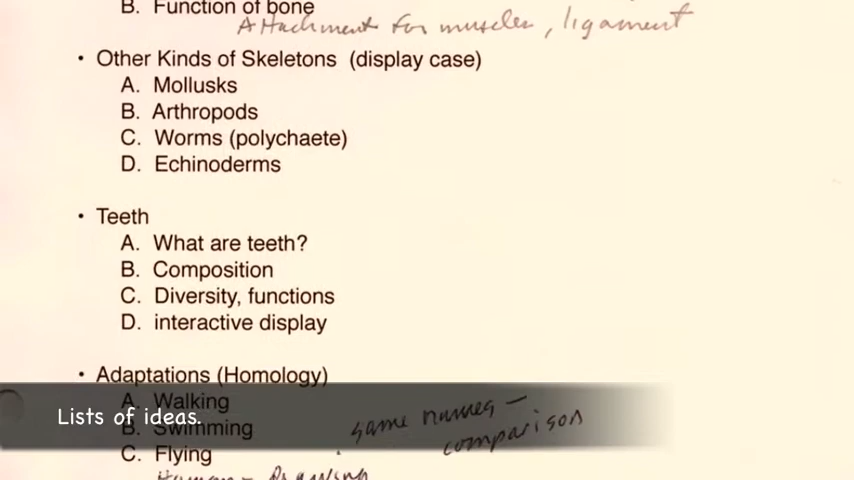 B. Function of bone
Attachment for muscles, ligament
• Other Kinds of Skeletons (display case)
A. Mollusks
B. Arthropods
C. Worms (polychaete)
D. Echinoderms
• Teeth
A. What are teeth?
B. Composition
C. Diversity, functions
D. interactive display
• Adaptations (Homology)
A. Walking
Lists of ideas.
B. Swimming
same names –
comparison
C. Flying
Human –